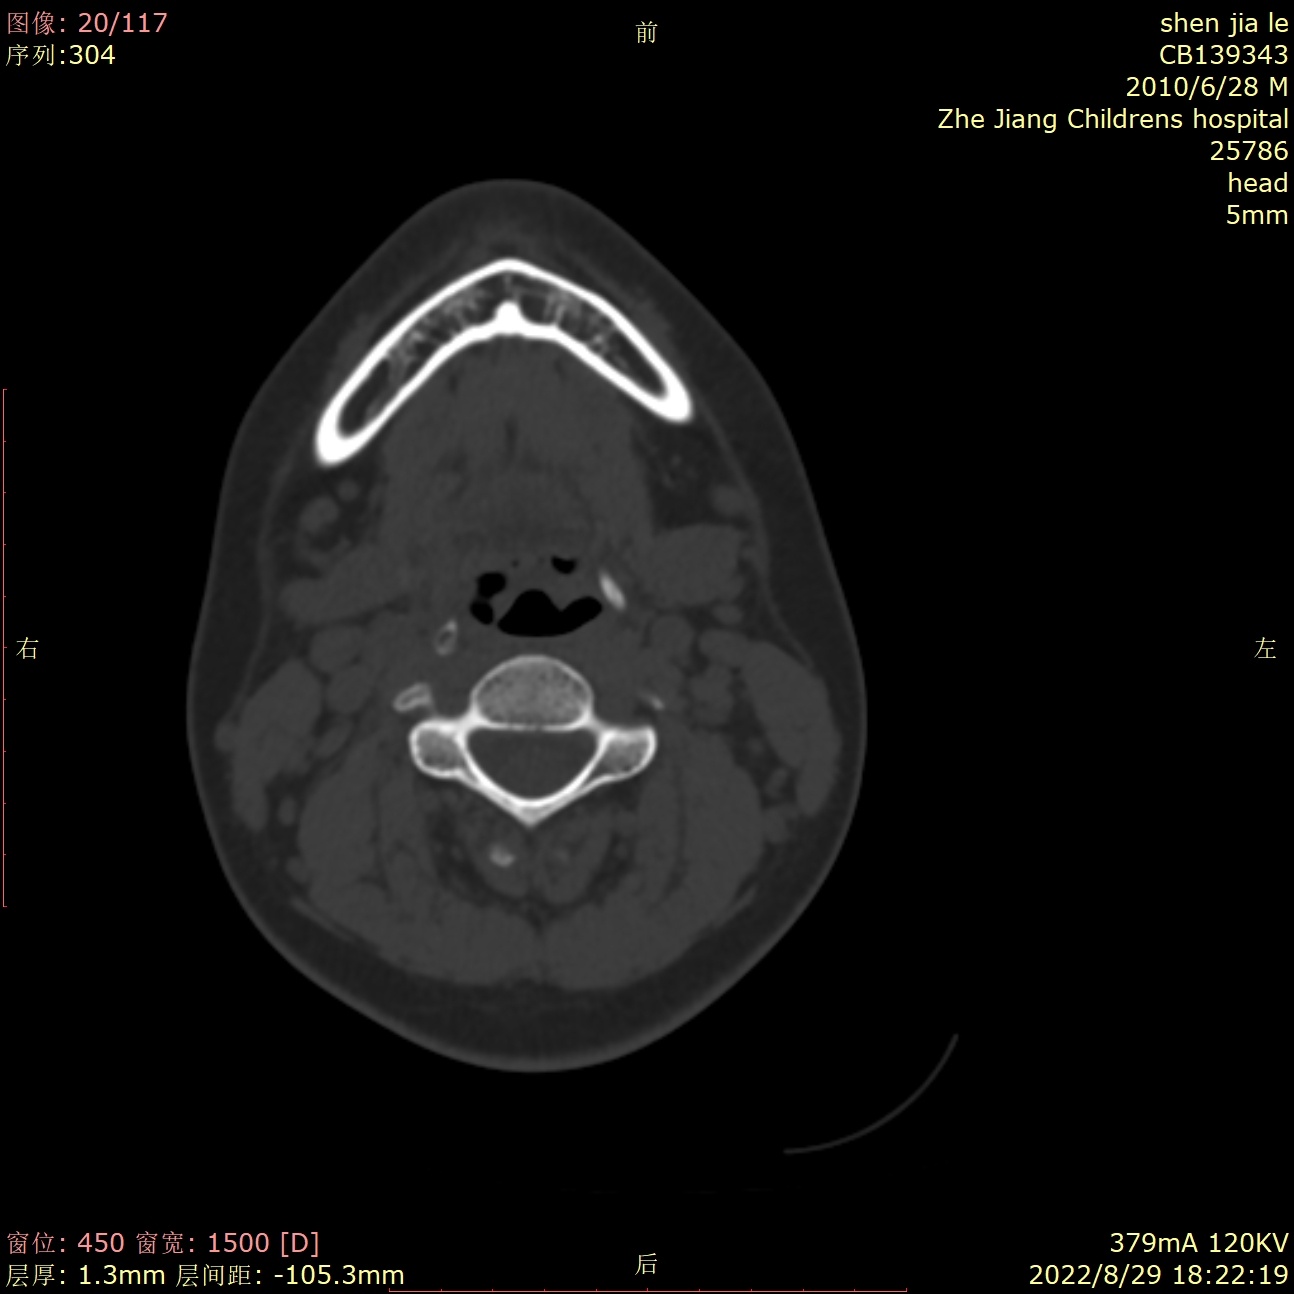 图像: 20/117
序列:304
前
shen jia le
CB139343
2010/6/28 M
Zhe Jiang Childrens hospital
25786
head
5mm
右
左
窗位: 450 窗宽: 1500 [D]
层厚: 1.3mm 层间距: -105.3mm
后
379mA 120KV
2022/8/29 18:22:19